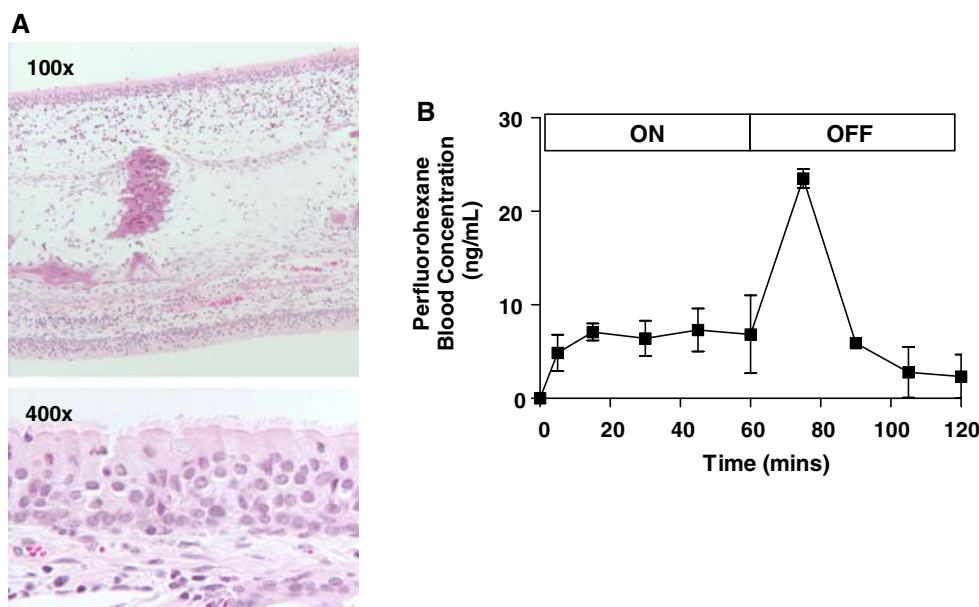 A
100x
400x
B
Perfluorohexane
Blood Concentration
(ng/mL)
30
20
10
0
ON
OFF
0 20 40 60 80 100 120
Time (mins)